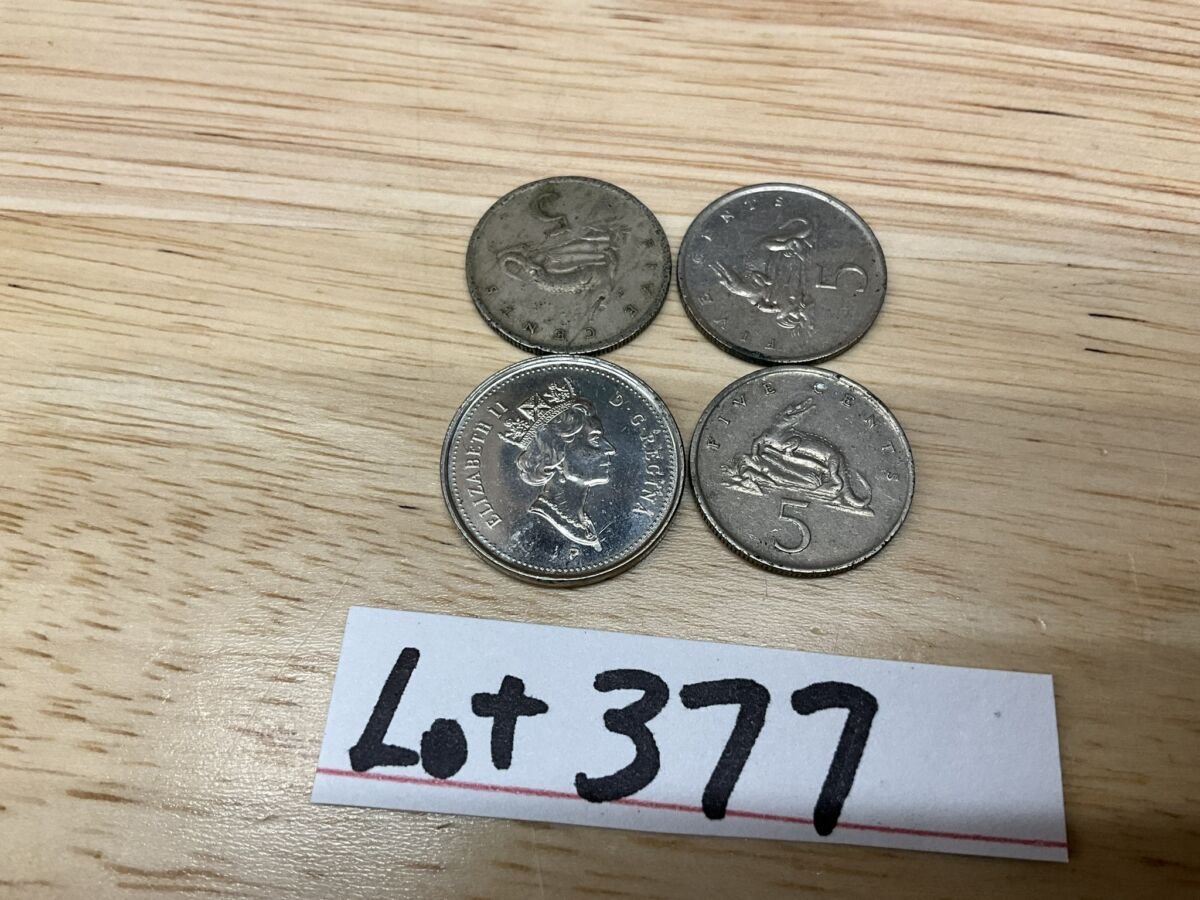 FIVE CENTS 5
FIVE CENTS 5
ELIZABETH II D·G·REGINA
P
FIVE CENTS
5
Lot 377